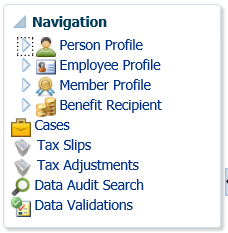 Navigation
Person Profile
Employee Profile
Member Profile
Benefit Recipient
Cases
Tax Slips
Tax Adjustments
Data Audit Search
Data Validations